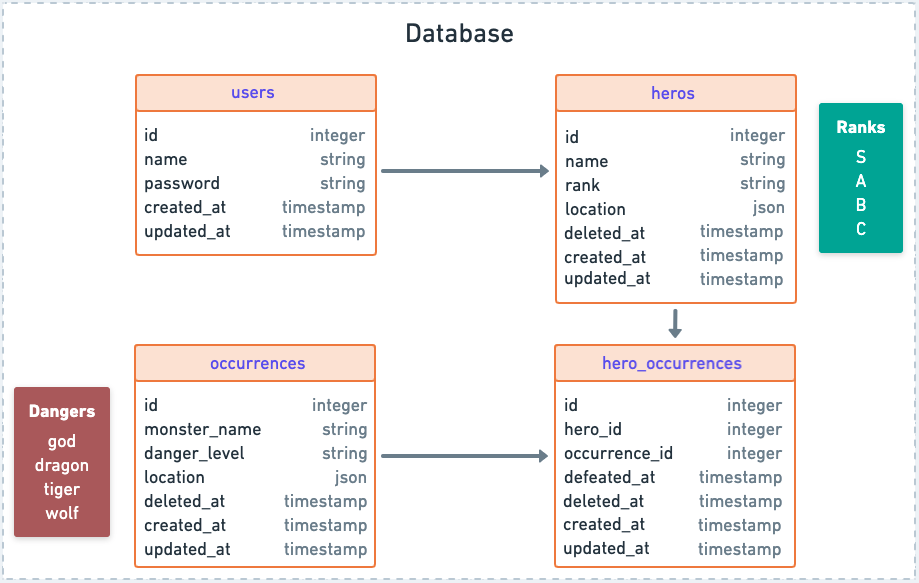 Database
users
id integer
name string
password string
created_at timestamp
updated_at timestamp
heros
id integer
name string
rank string
location json
deleted_at timestamp
created_at timestamp
updated_at timestamp
Ranks
S
A
B
C
Dangers
god
dragon
tiger
wolf
occurrences
id integer
monster_name string
danger_level string
location json
deleted_at timestamp
created_at timestamp
updated_at timestamp
hero_occurrences
id integer
hero_id integer
occurrence_id integer
defeated_at timestamp
deleted_at timestamp
created_at timestamp
updated_at timestamp